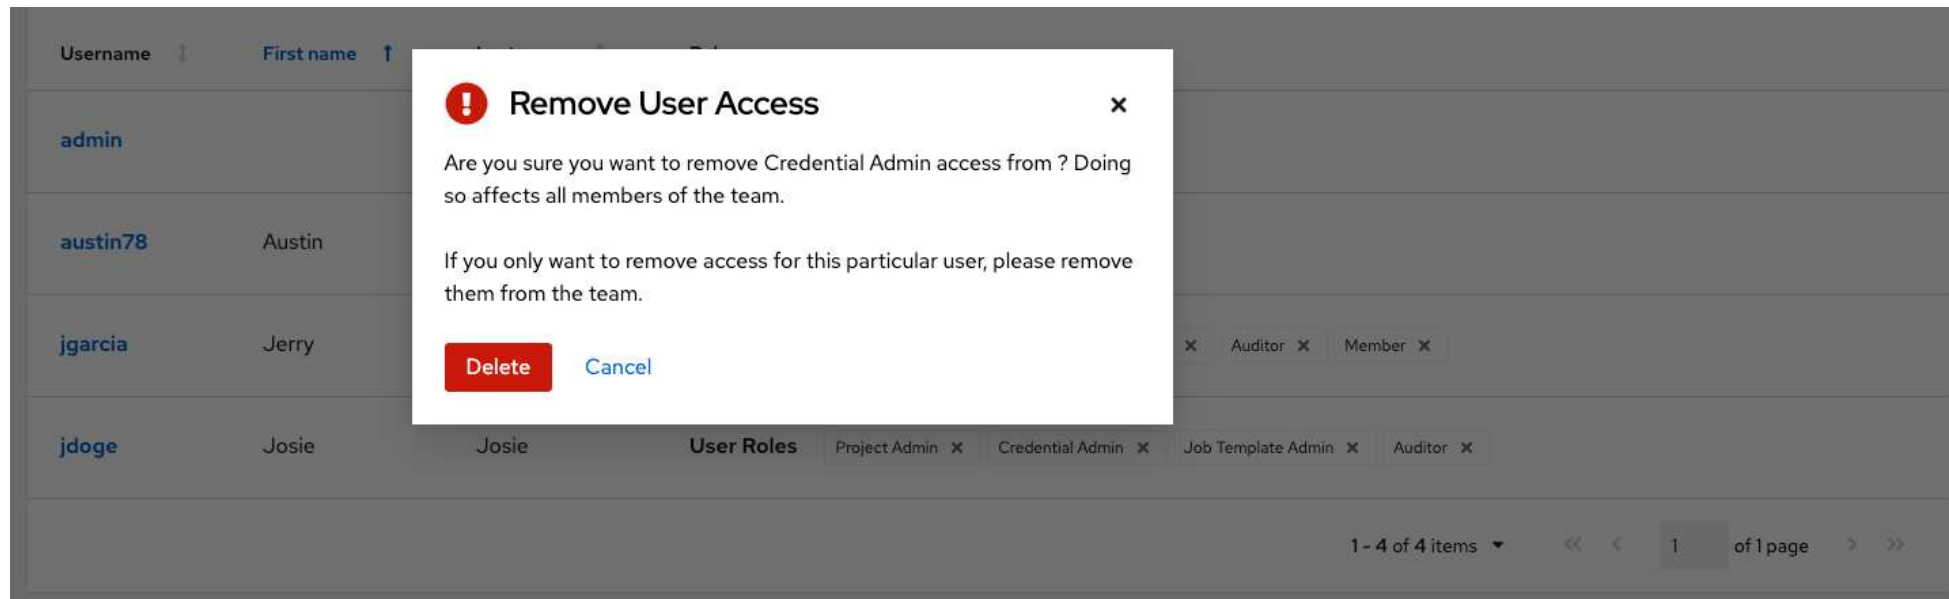 Username First name
Remove User Access
Are you sure you want to remove Credential Admin access from ? Doing
so affects all members of the team.
If you only want to remove access for this particular user, please remove
them from the team.
Delete Cancel
admin
austin78 Austin
jgarcia Jerry Auditor Member
jdoge Josie Josie User Roles Project Admin Credential Admin Job Template Admin Auditor
1 - 4 of 4 items 1 of 1 page